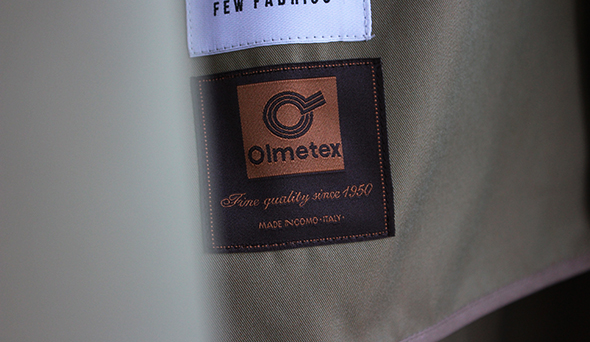 FEW FABRICS
Olmetex
Fine quality since 1950
MADE IN COMO · ITALY ·